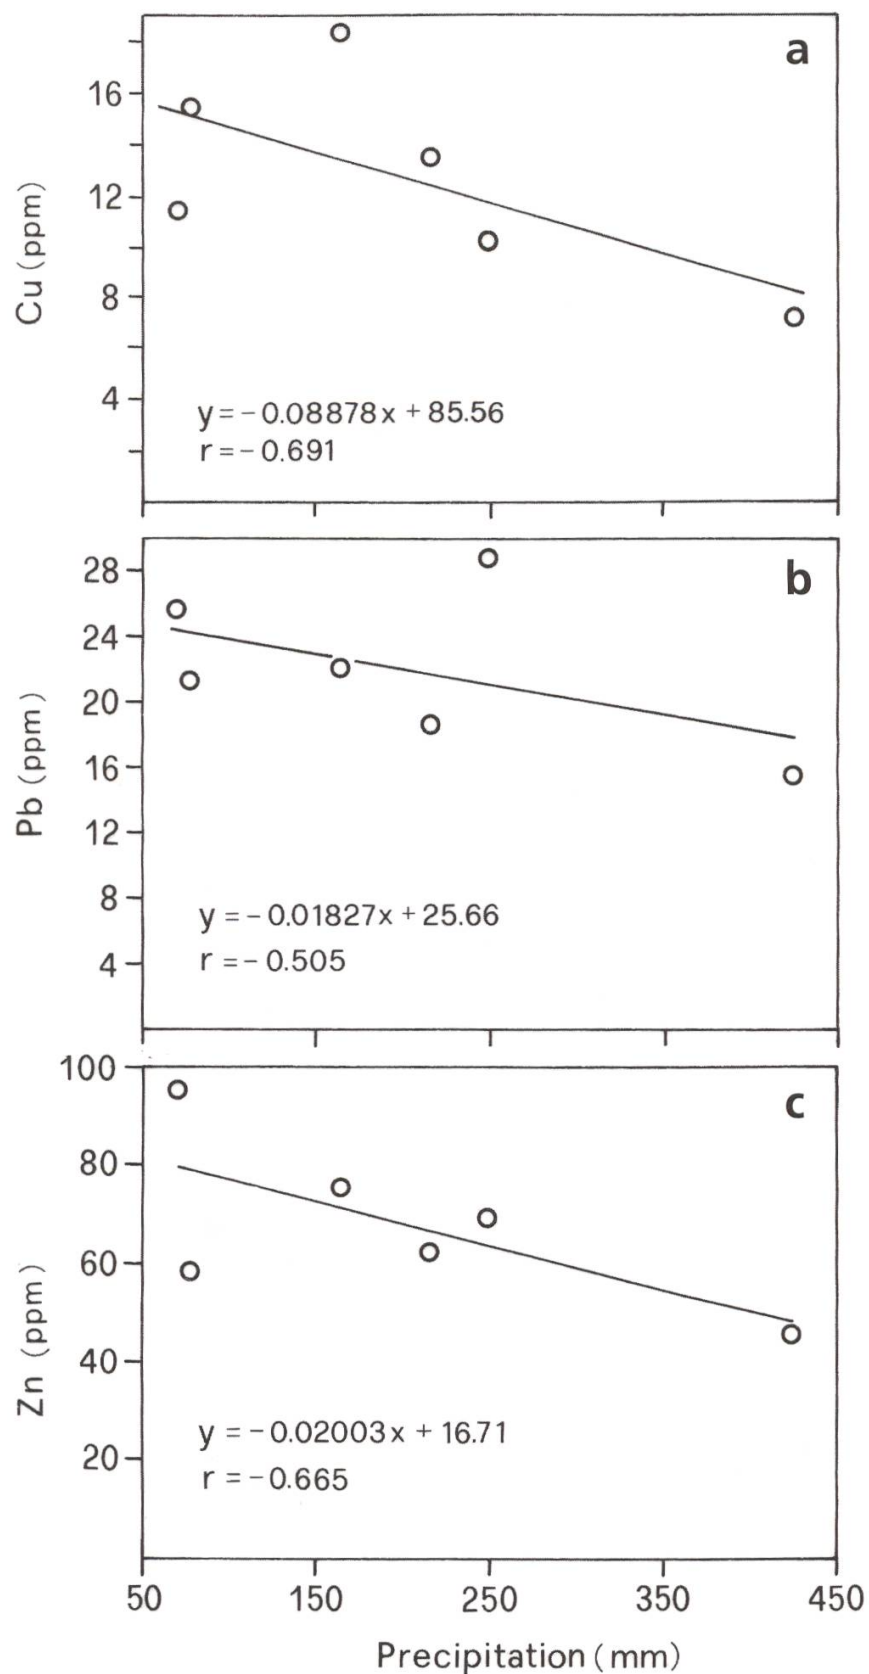 a
16
12
8
4
Cu (ppm)
y = - 0.08878x + 85.56
r = - 0.691
b
28
24
20
16
12
8
4
Pb (ppm)
y = - 0.01827x + 25.66
r = - 0.505
c
100
80
60
40
20
Zn (ppm)
y = - 0.02003x + 16.71
r = - 0.665
50 150 250 350 450
Precipitation (mm)